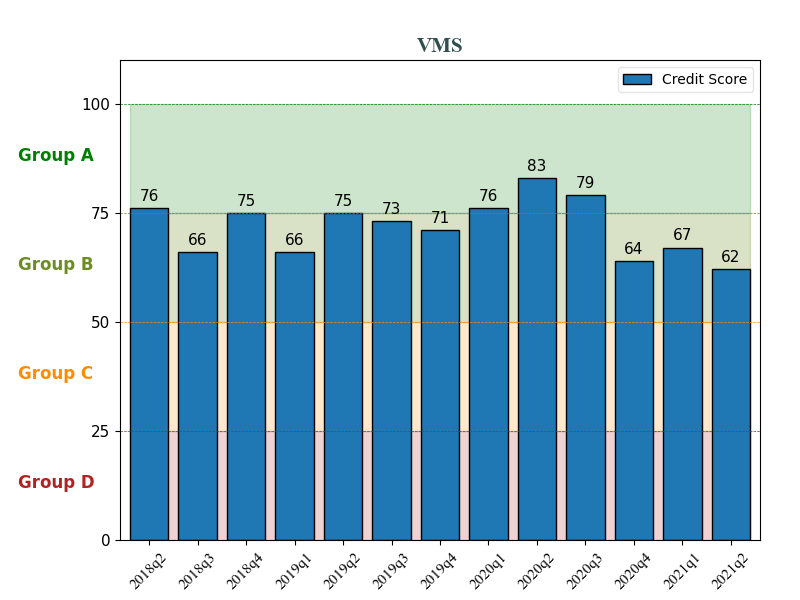 VMS
Credit Score
100
Group A
83
79
76
76
75
75
73
71
75
66
66
67
64
62
Group B
50
Group C
25
Group D
0
2018q2
2018q3
2018q4
2019q1
2019q2
2019q3
2019q4
2020q1
2020q2
2020q3
2020q4
2021q1
2021q2